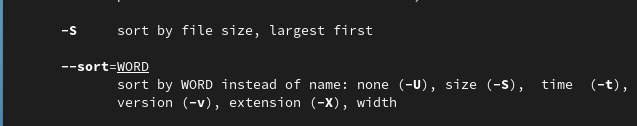 -S sort by file size, largest first
--sort=WORD
sort by WORD instead of name: none (-U), size (-S), time (-t),
version (-v), extension (-X), width